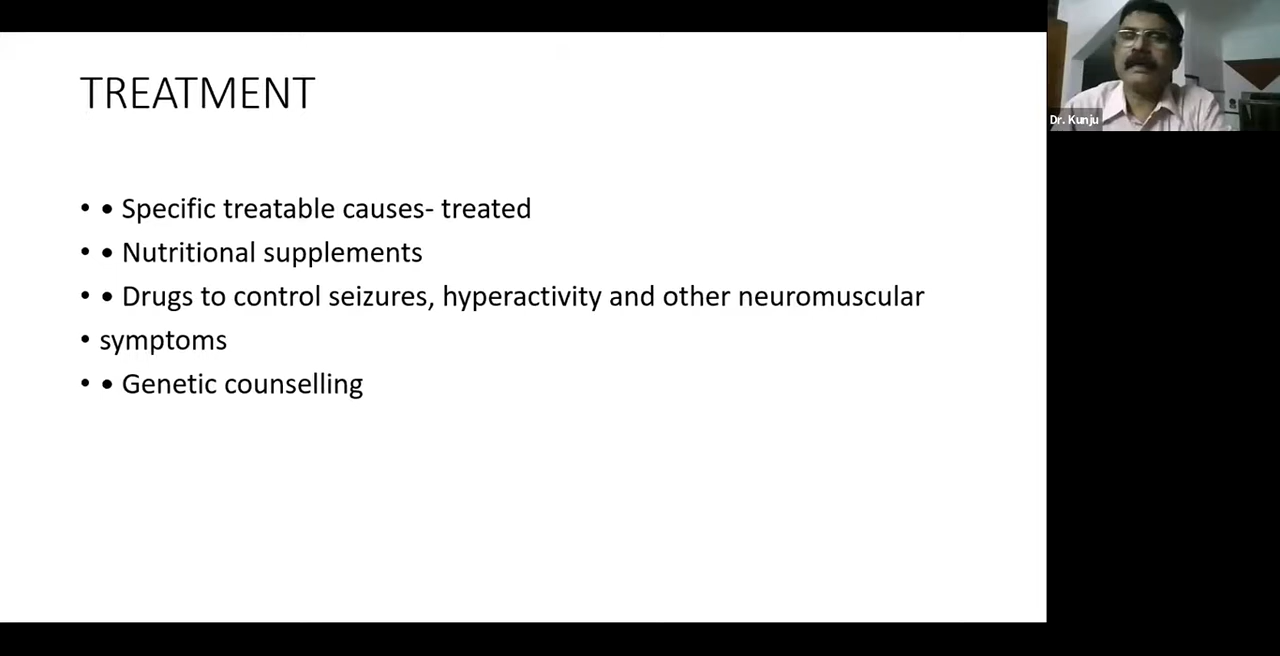 TREATMENT
• • Specific treatable causes- treated
• • Nutritional supplements
• • Drugs to control seizures, hyperactivity and other neuromuscular
• symptoms
• • Genetic counselling
Dr. Kunju